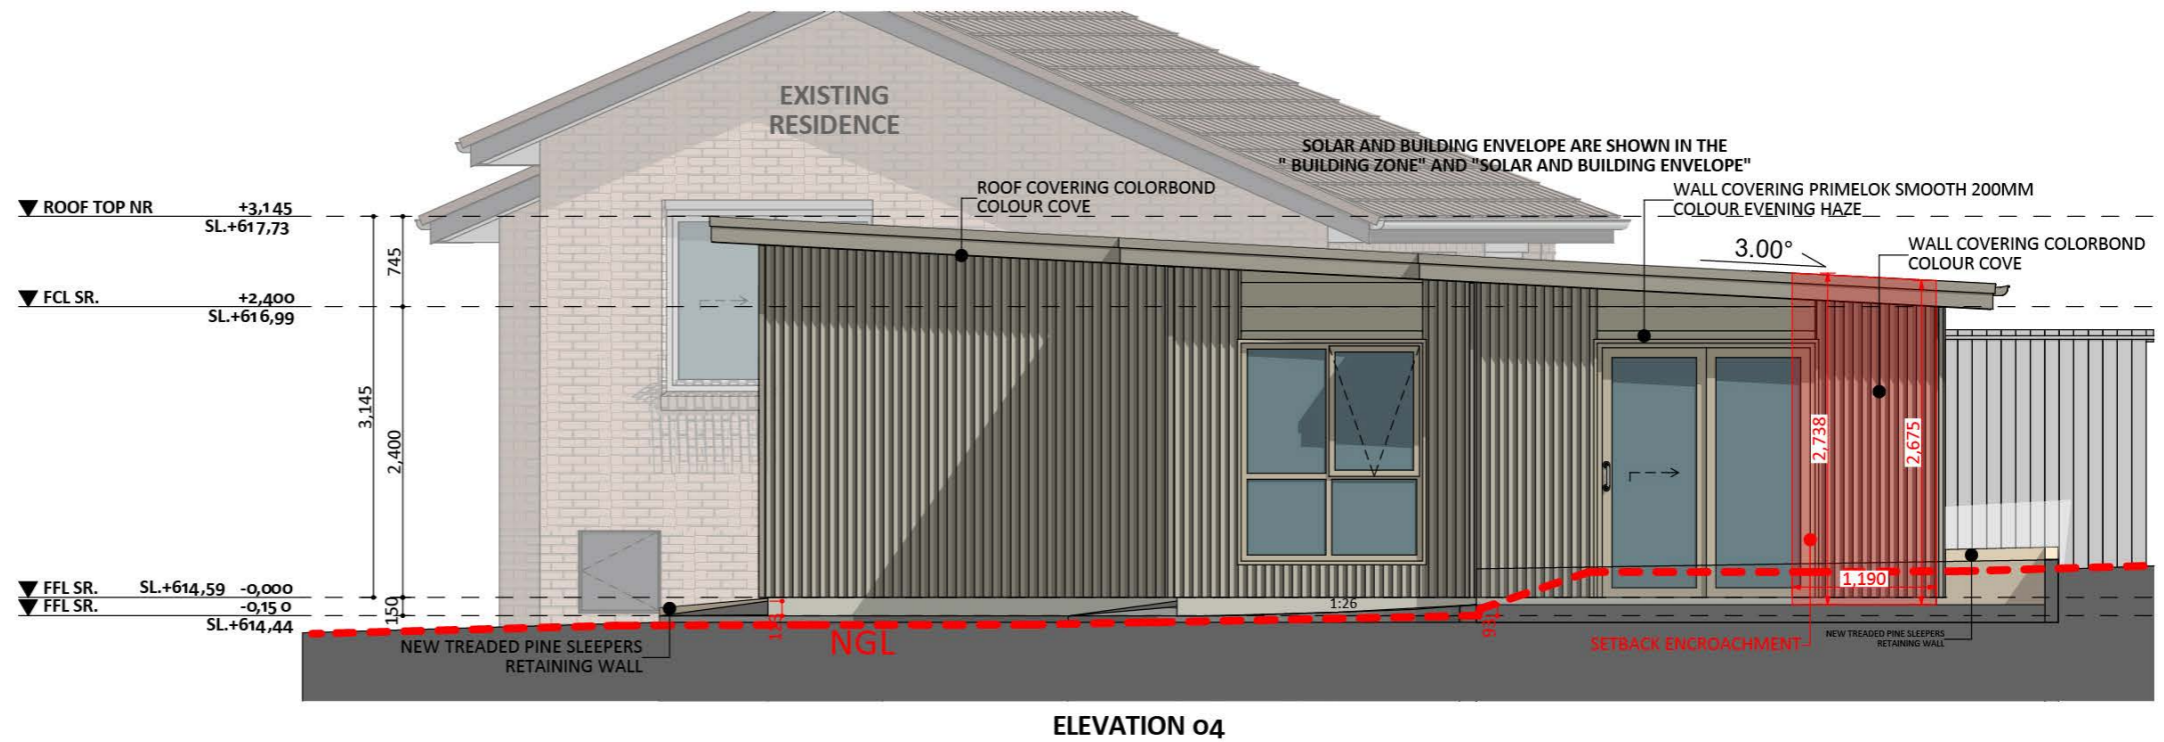 EXISTING
RESIDENCE
SOLAR AND BUILDING ENVELOPE ARE SHOWN IN THE
" BUILDING ZONE" AND "SOLAR AND BUILDING ENVELOPE"
ROOF COVERING COLORBOND
COLOUR COVE
WALL COVERING PRIMELOK SMOOTH 200MM
COLOUR EVENING HAZE
WALL COVERING COLORBOND
COLOUR COVE
3.00°
ROOF TOP NR +3,145
SL.+617,73
745
FCL SR. +2,400
SL.+616,99
3,145
2,400
2,738
2,675
1,190
FFL SR. SL.+614,59 -0,000
FFL SR. -0,150
SL.+614,44
150
1:26
NEW TREADED PINE SLEEPERS
RETAINING WALL
NGL
SETBACK ENCROACHMENT
NEW TREADED PINE SLEEPERS
RETAINING WALL
ELEVATION 04